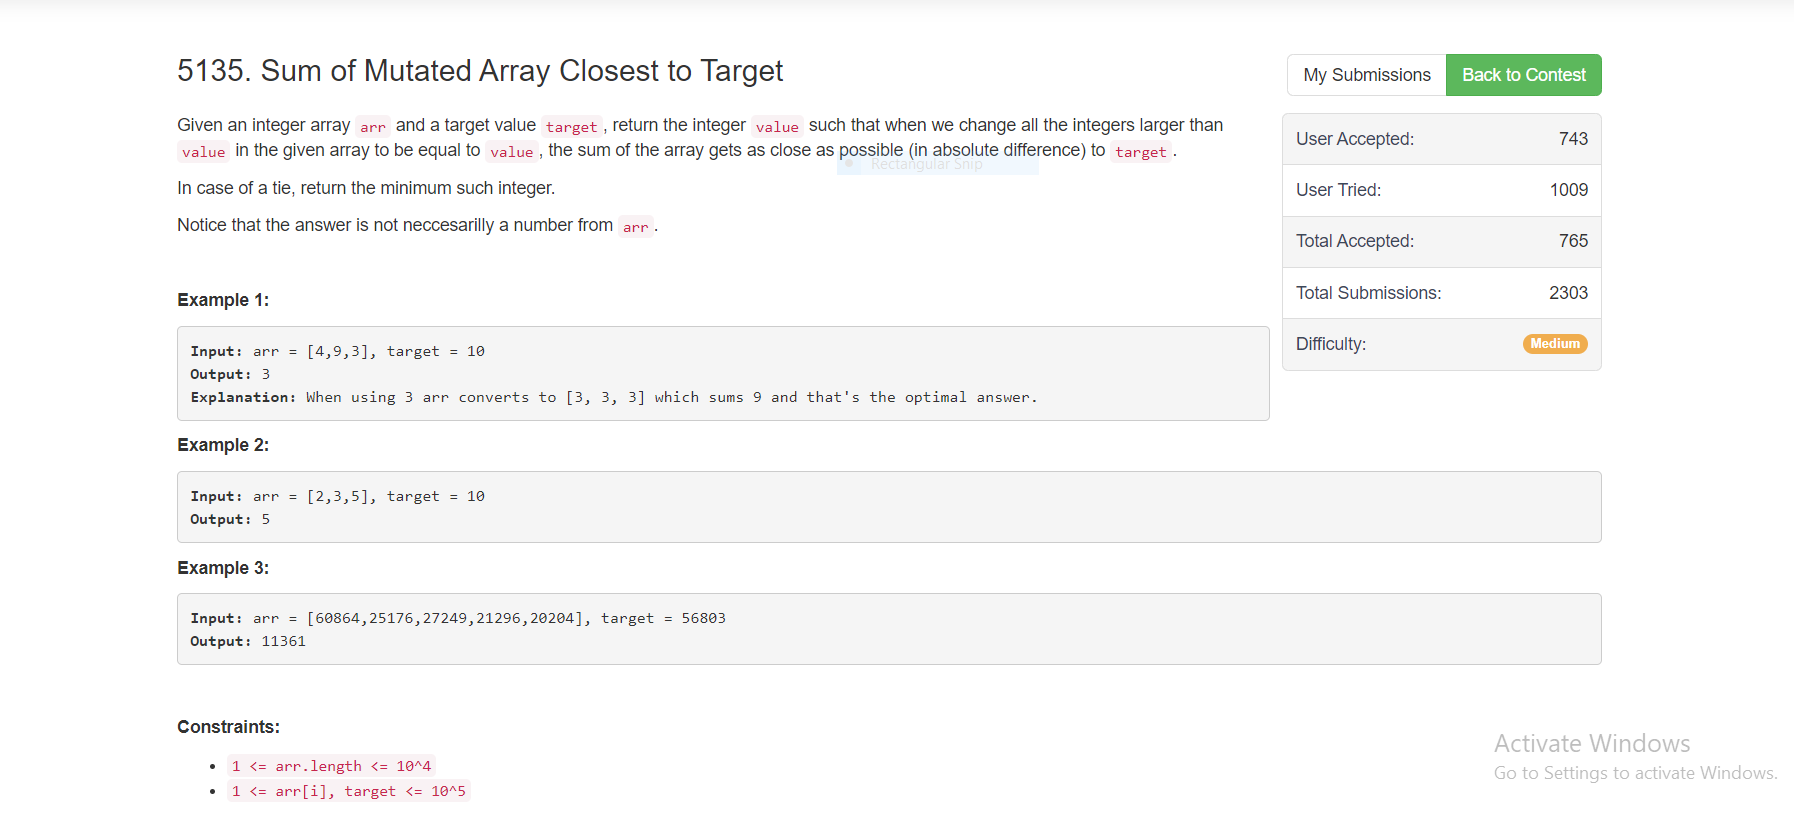 5135. Sum of Mutated Array Closest to Target
My Submissions
Back to Contest
Given an integer array arr and a target value target , return the integer value such that when we change all the integers larger than
value in the given array to be equal to value , the sum of the array gets as close as possible (in absolute difference) to target .
Rectangular Snip
In case of a tie, return the minimum such integer.
Notice that the answer is not neccesarilly a number from arr .
User Accepted: 743
User Tried: 1009
Total Accepted: 765
Total Submissions: 2303
Difficulty: Medium
Example 1:
Input: arr = [4,9,3], target = 10
Output: 3
Explanation: When using 3 arr converts to [3, 3, 3] which sums 9 and that's the optimal answer.
Example 2:
Input: arr = [2,3,5], target = 10
Output: 5
Example 3:
Input: arr = [60864,25176,27249,21296,20204], target = 56803
Output: 11361
Constraints:
1 <= arr.length <= 10^4
1 <= arr[i], target <= 10^5
Activate Windows
Go to Settings to activate Windows.